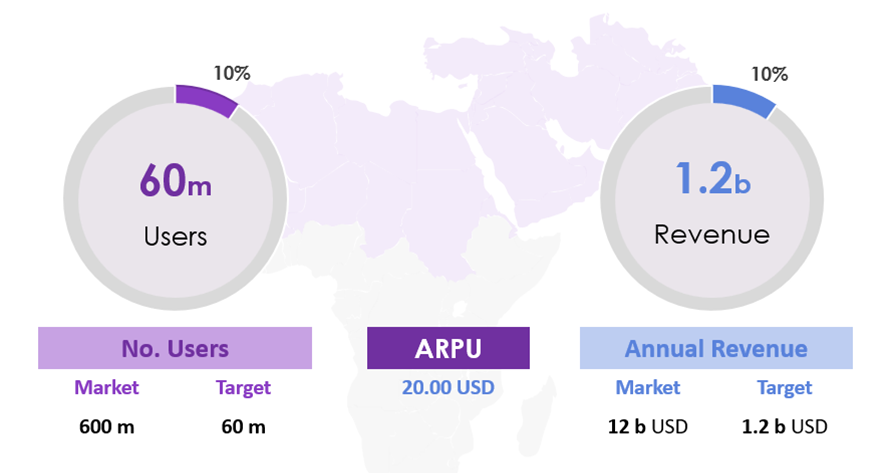 10%
60m
Users
10%
1.2b
Revenue
No. Users
Market Target
600 m 60 m
ARPU
20.00 USD
Annual Revenue
Market Target
12 b USD 1.2 b USD